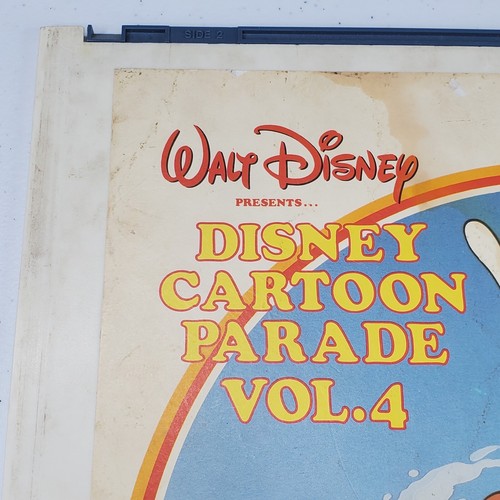 SIDE 2
WALT DISNEY
PRESENTS...
DISNEY
CARTOON
PARADE
VOL.4